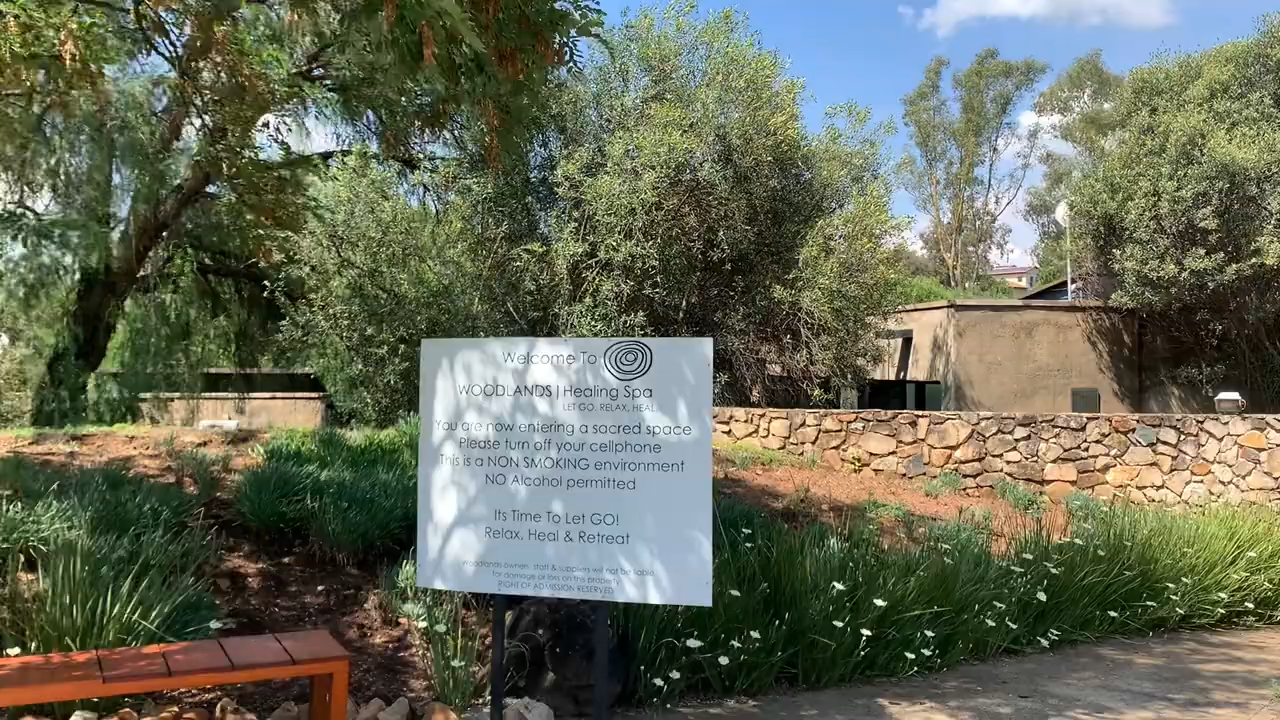 Welcome To
WOODLANDS | Healing Spa
LET GO, RELAX, HEAL
You are now entering a sacred space
Please turn off your cellphone
This is a NON SMOKING environment
NO Alcohol permitted
Its Time To Let GO!
Relax, Heal & Retreat
Woodlands owners, staff & suppliers will not be liable
for damage or loss on this property
RIGHT OF ADMISSION RESERVED